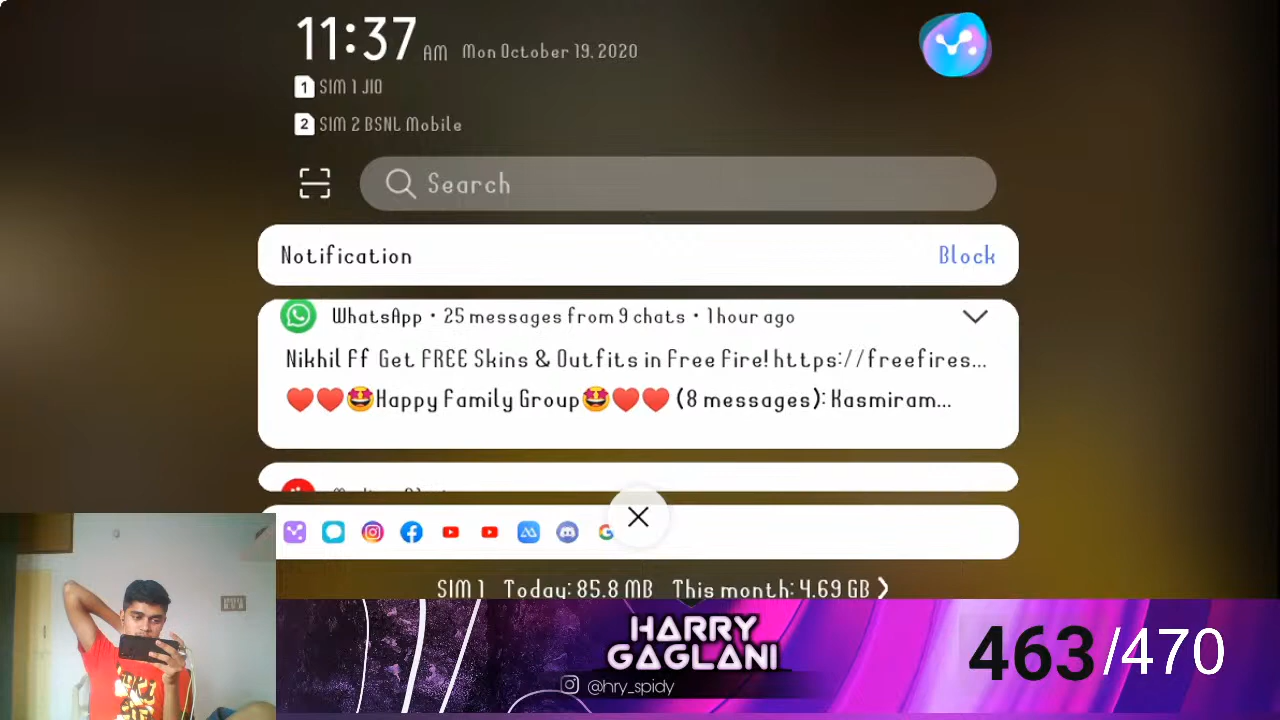 11:37 AM Mon October 19, 2020
1 SIM 1 JIO
2 SIM 2 BSNL Mobile
Search
Notification Block
WhatsApp • 25 messages from 9 chats • 1 hour ago
Nikhil Ff Get FREE Skins & Outfits in Free Fire! https://freefires...
❤️❤️🤩Happy Family Group🤩❤️❤️ (8 messages): Kasmiram...
SIM 1 Today: 85.8 MB This month: 4.69 GB ❯
HARRY
GAGLANI
@hry_spidy
463/470